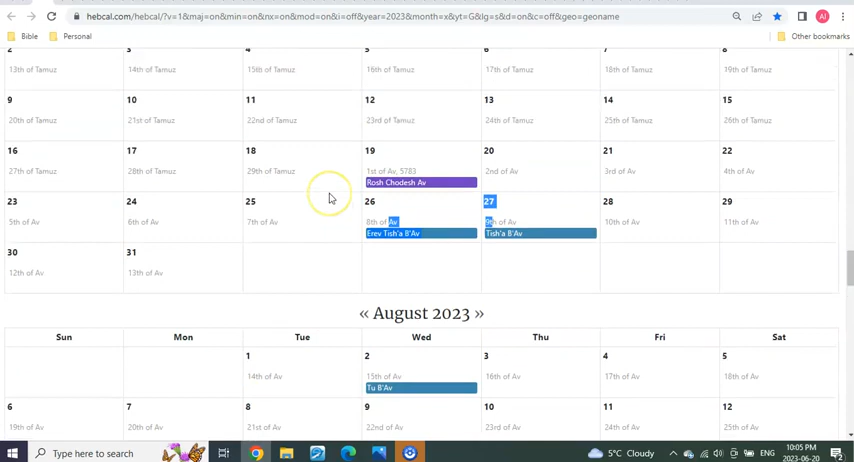 hebcal.com/hebcal/?v=1&maj=on&min=on&nx=on&mod=on&i=off&year=2023&month=x&yt=G&lg=s&d=on&c=off&geo=geoname
AI
Bible Personal Other bookmarks
2 3 4 5 6 7 8
13th of Tamuz 14th of Tamuz 15th of Tamuz 16th of Tamuz 17th of Tamuz 18th of Tamuz 19th of Tamuz
9 10 11 12 13 14 15
20th of Tamuz 21st of Tamuz 22nd of Tamuz 23rd of Tamuz 24th of Tamuz 25th of Tamuz 26th of Tamuz
16 17 18 19 20 21 22
27th of Tamuz 28th of Tamuz 29th of Tamuz 1st of Av, 5783 2nd of Av 3rd of Av 4th of Av
Rosh Chodesh Av
23 24 25 26 27 28 29
5th of Av 6th of Av 7th of Av 8th of Av 9th of Av 10th of Av 11th of Av
Erev Tish'a B'Av Tish'a B'Av
30 31
12th of Av 13th of Av
« August 2023 »
Sun Mon Tue Wed Thu Fri Sat
1 2 3 4 5
14th of Av 15th of Av 16th of Av 17th of Av 18th of Av
Tu B'Av
6 7 8 9 10 11 12
19th of Av 20th of Av 21st of Av 22nd of Av 23rd of Av 24th of Av 25th of Av
Type here to search 5°C Cloudy ENG 10:05 PM
2023-06-20
2